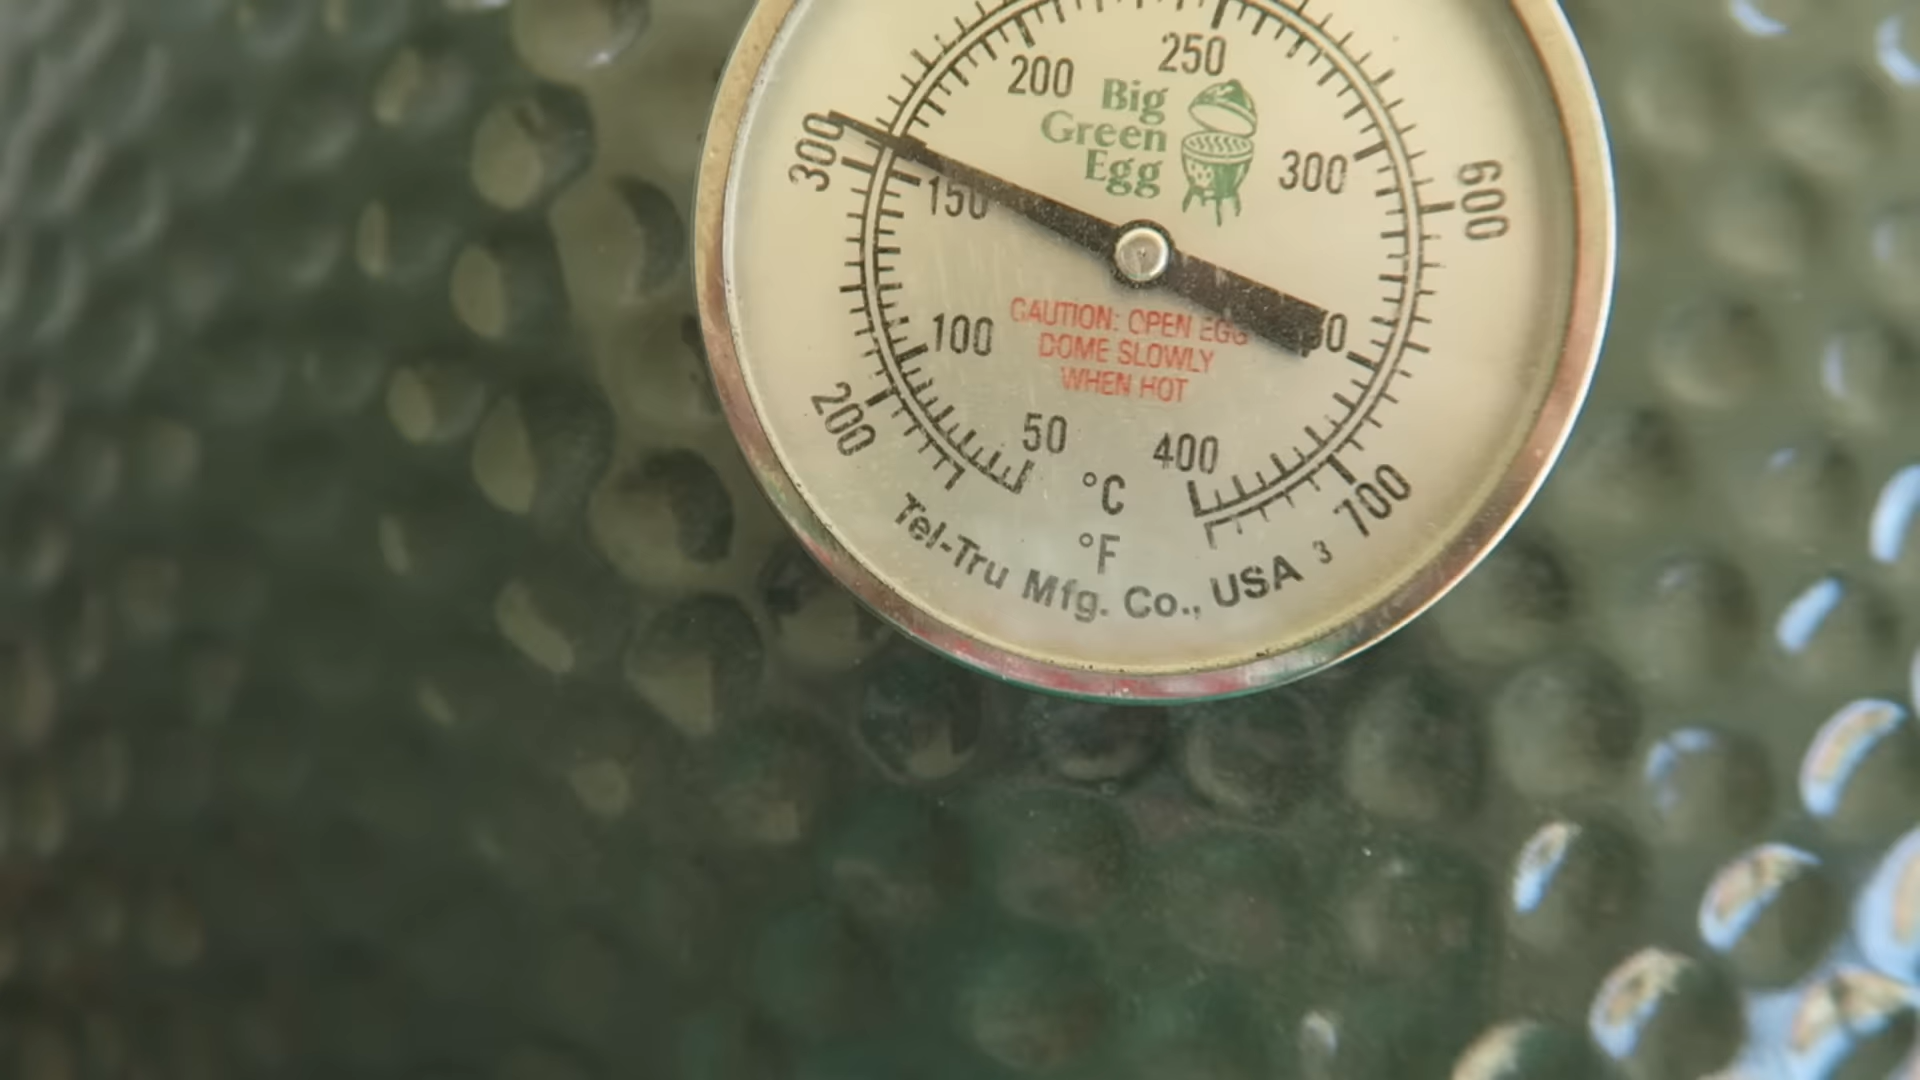 250
200
Big
Green
Egg
300
300
150
600
100
CAUTION: OPEN EGG
DOME SLOWLY
WHEN HOT
200
50
400
°C
700
°F
Tel-Tru Mfg. Co., USA 3